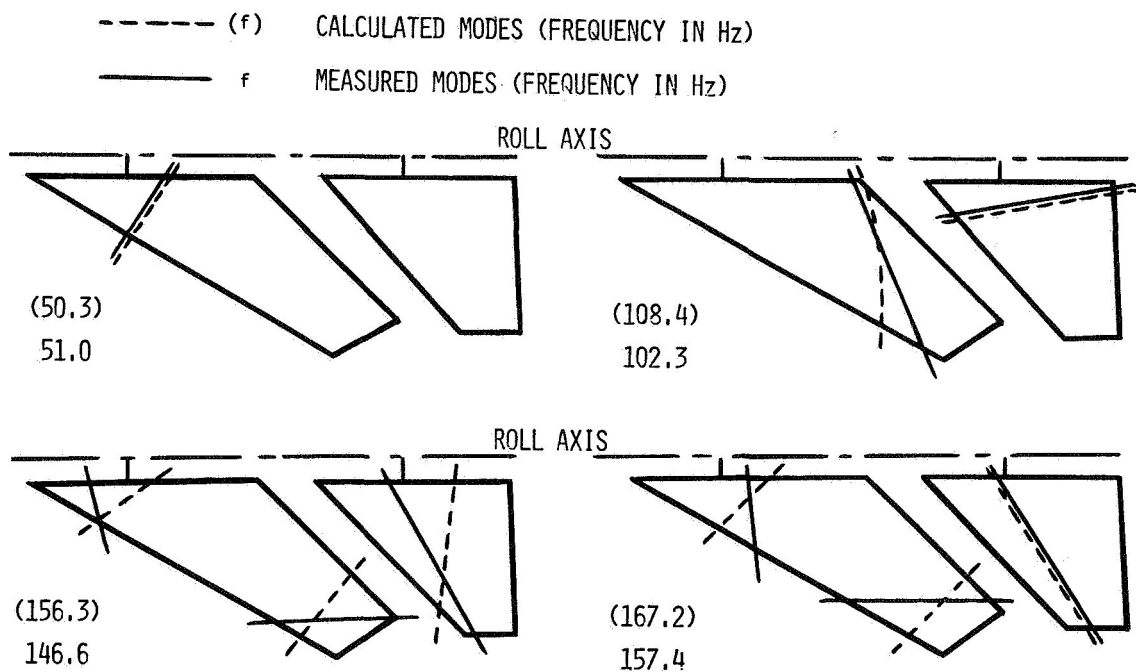 (f) CALCULATED MODES (FREQUENCY IN Hz)
f MEASURED MODES (FREQUENCY IN Hz)
ROLL AXIS
(50.3)
51.0
(108.4)
102.3
ROLL AXIS
(156.3)
146.6
(167.2)
157.4